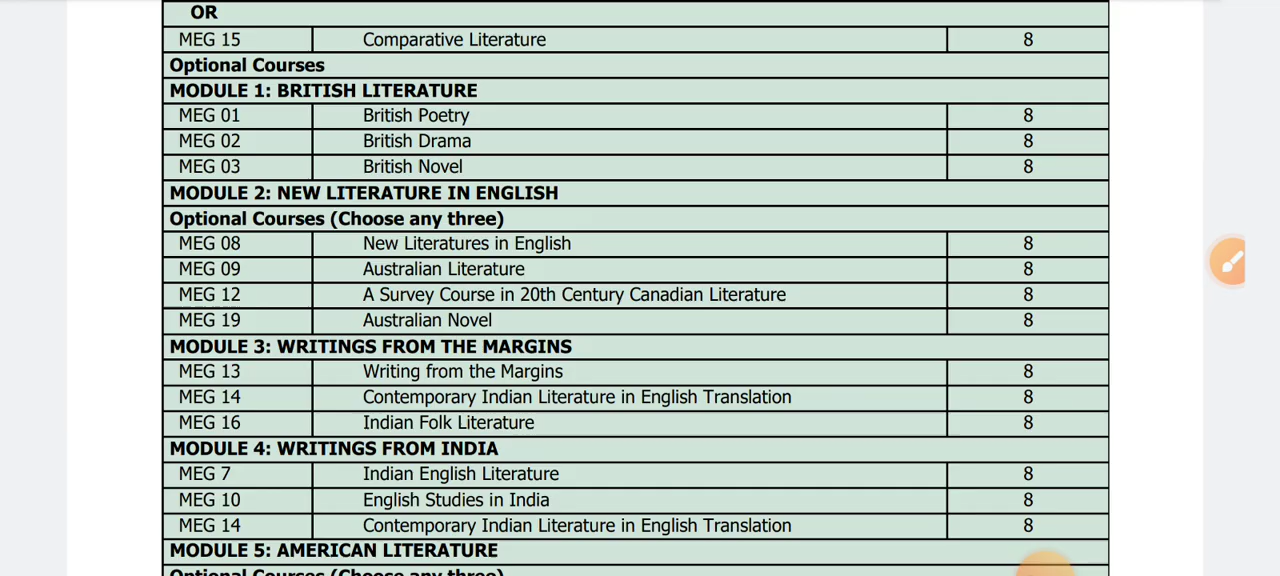 OR
MEG 15 Comparative Literature 8
Optional Courses
MODULE 1: BRITISH LITERATURE
MEG 01 British Poetry 8
MEG 02 British Drama 8
MEG 03 British Novel 8
MODULE 2: NEW LITERATURE IN ENGLISH
Optional Courses (Choose any three)
MEG 08 New Literatures in English 8
MEG 09 Australian Literature 8
MEG 12 A Survey Course in 20th Century Canadian Literature 8
MEG 19 Australian Novel 8
MODULE 3: WRITINGS FROM THE MARGINS
MEG 13 Writing from the Margins 8
MEG 14 Contemporary Indian Literature in English Translation 8
MEG 16 Indian Folk Literature 8
MODULE 4: WRITINGS FROM INDIA
MEG 7 Indian English Literature 8
MEG 10 English Studies in India 8
MEG 14 Contemporary Indian Literature in English Translation 8
MODULE 5: AMERICAN LITERATURE
Optional Courses (Choose any three)